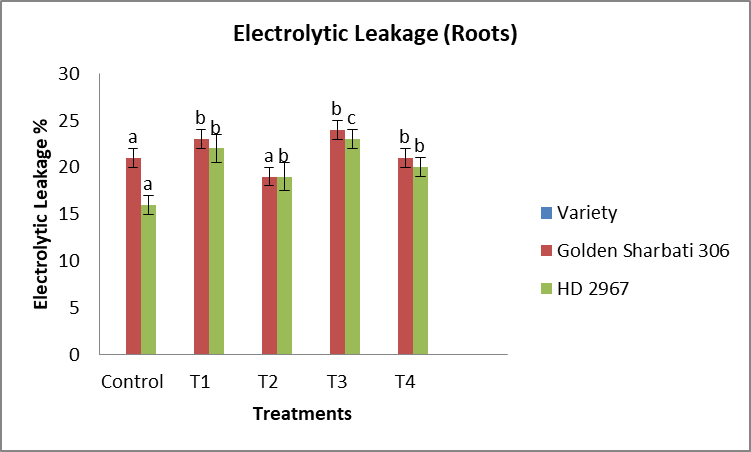 Electrolytic Leakage (Roots)
Electrolytic Leakage %
30
25
20
15
10
5
0
a
a
b
b
a
b
b
c
b
b
Control
T1
T2
T3
T4
Treatments
Variety
Golden Sharbati 306
HD 2967